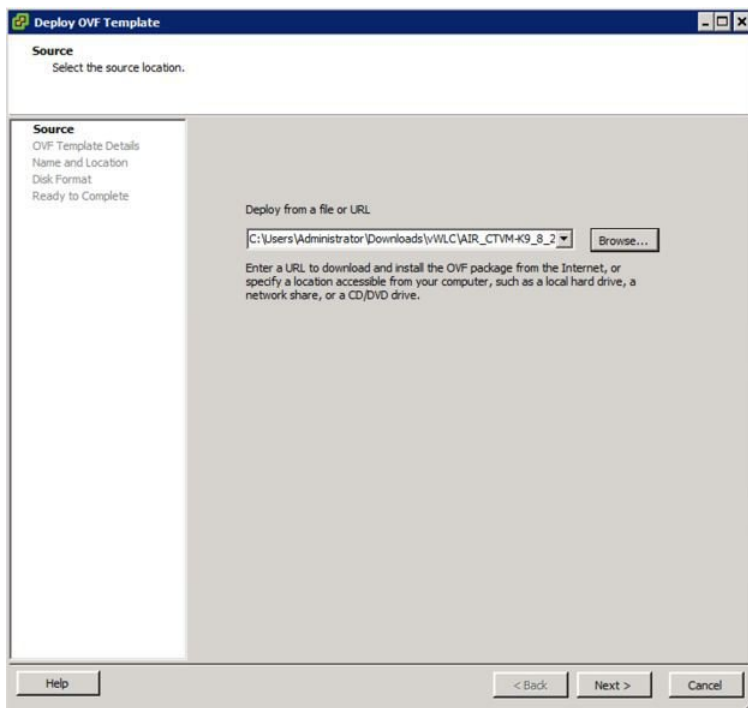 Deploy OVF Template
Source
Select the source location.
Source
OVF Template Details
Name and Location
Disk Format
Ready to Complete
Deploy from a file or URL
C:\Users\Administrator\Downloads\vWLC\AIR_CTVM-K9_8_2
Browse...
Enter a URL to download and install the OVF package from the Internet, or
specify a location accessible from your computer, such as a local hard drive, a
network share, or a CD/DVD drive.
Help
< Back
Next >
Cancel